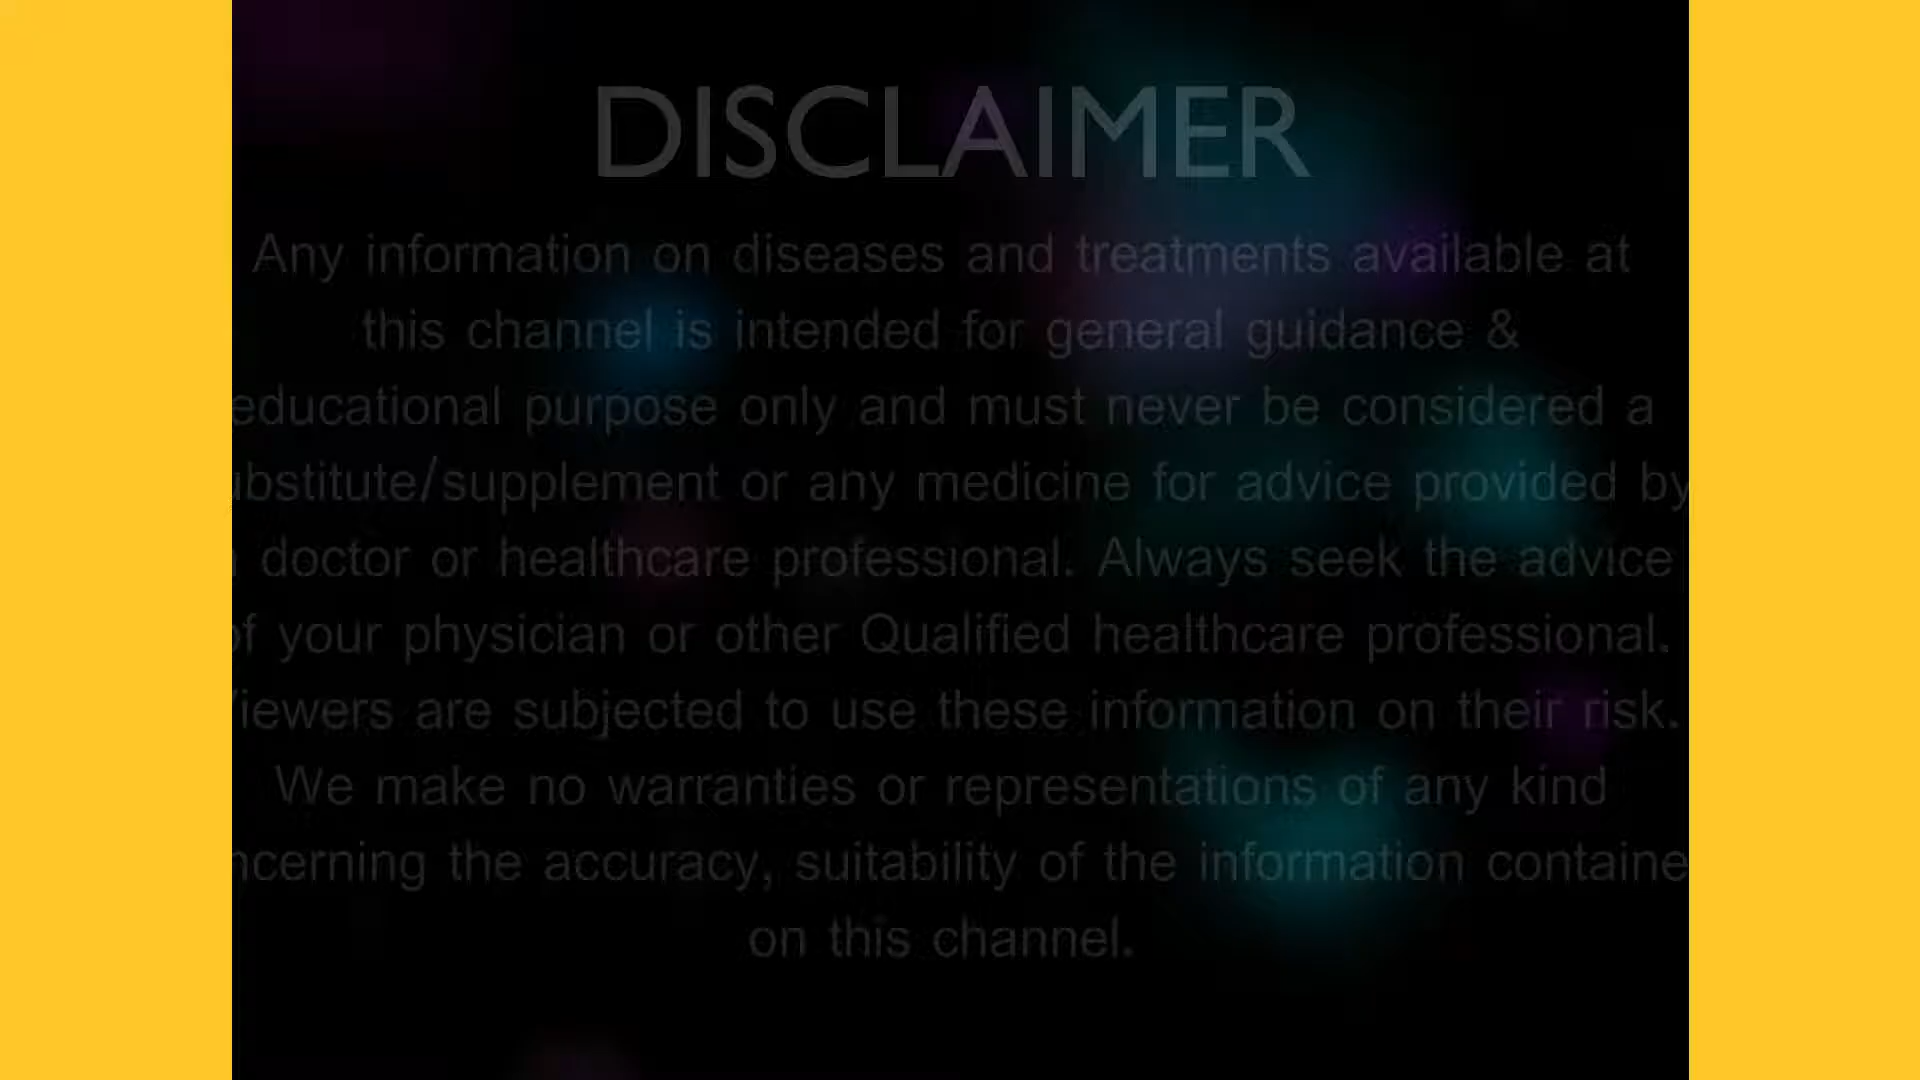 DISCLAIMER
Any information on diseases and treatments available at
this channel is intended for general guidance &
educational purpose only and must never be considered a
ubstitute/supplement or any medicine for advice provided by
doctor or healthcare professional. Always seek the advice
of your physician or other Qualified healthcare professional.
iewers are subjected to use these information on their risk.
We make no warranties or representations of any kind
ncerning the accuracy, suitability of the information containe
on this channel.